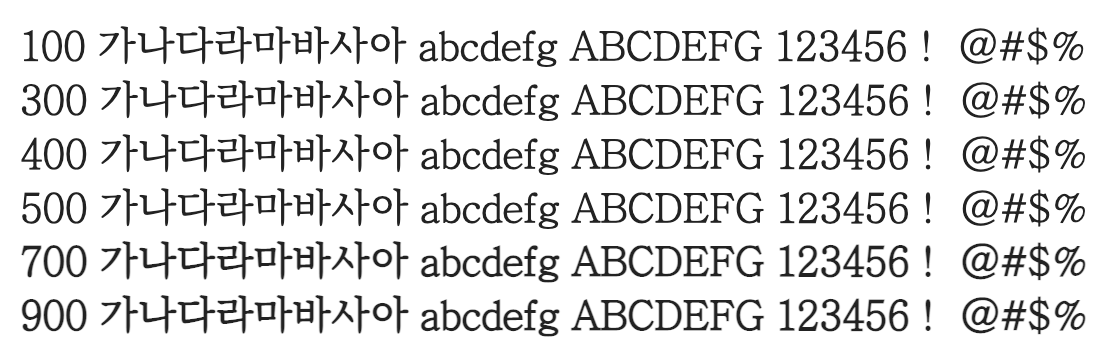 100 가나다라마바사아 abcdefg ABCDEFG 123456 ! @#$%
300 가나다라마바사아 abcdefg ABCDEFG 123456 ! @#$%
400 가나다라마바사아 abcdefg ABCDEFG 123456 ! @#$%
500 가나다라마바사아 abcdefg ABCDEFG 123456 ! @#$%
700 가나다라마바사아 abcdefg ABCDEFG 123456 ! @#$%
900 가나다라마바사아 abcdefg ABCDEFG 123456 ! @#$%